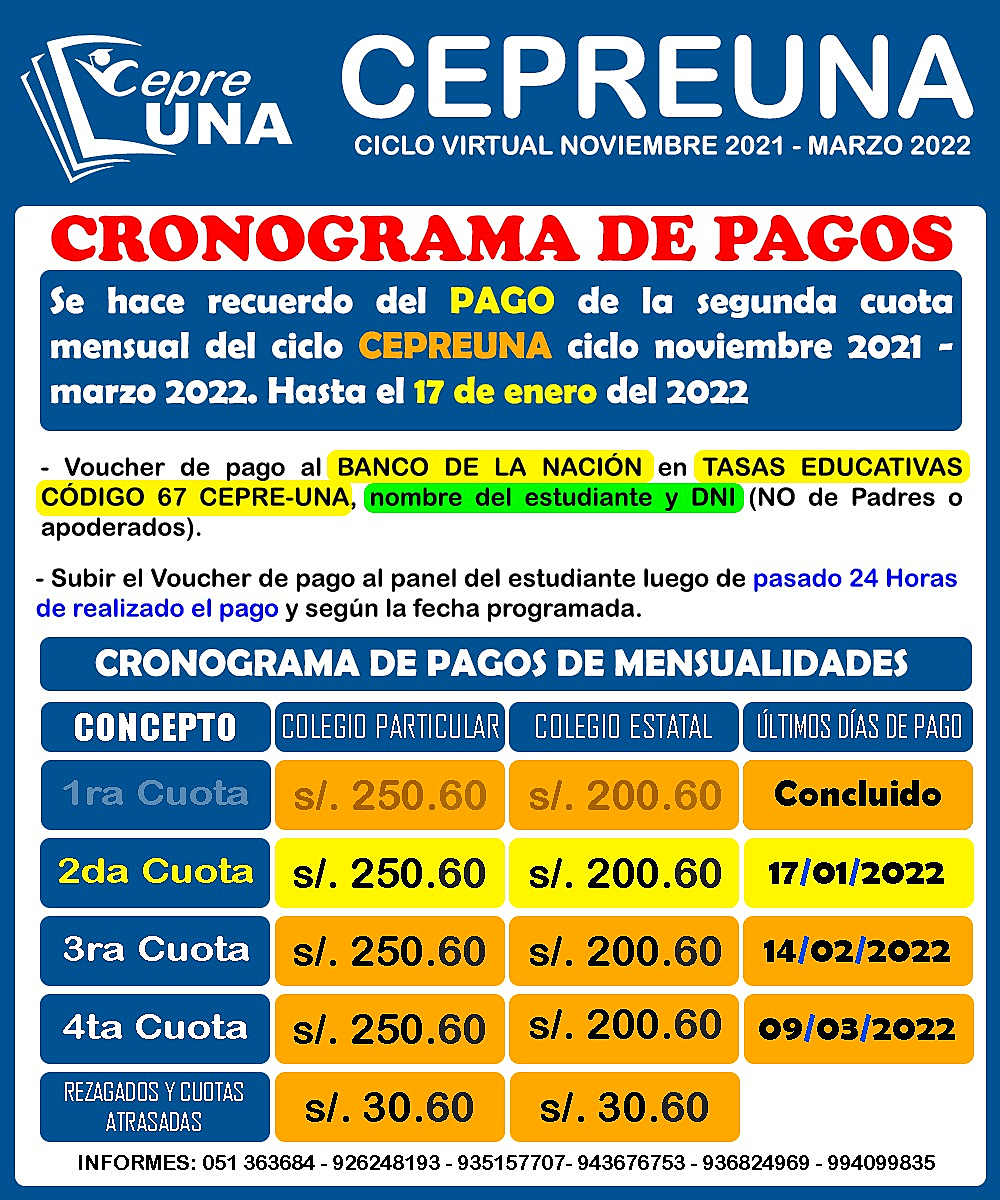 Cepre
UNA
CEPREUNA
CICLO VIRTUAL NOVIEMBRE 2021 - MARZO 2022
CRONOGRAMA DE PAGOS
Se hace recuerdo del PAGO de la segunda cuota
mensual del ciclo CEPREUNA ciclo noviembre 2021 -
marzo 2022. Hasta el 17 de enero del 2022
- Voucher de pago al BANCO DE LA NACIÓN en TASAS EDUCATIVAS
CÓDIGO 67 CEPRE-UNA, nombre del estudiante y DNI (NO de Padres o
apoderados).
- Subir el Voucher de pago al panel del estudiante luego de pasado 24 Horas
de realizado el pago y según la fecha programada.
CRONOGRAMA DE PAGOS DE MENSUALIDADES
CONCEPTO COLEGIO PARTICULAR COLEGIO ESTATAL ÚLTIMOS DÍAS DE PAGO
1ra Cuota s/. 250.60 s/. 200.60 Concluido
2da Cuota s/. 250.60 s/. 200.60 17/01/2022
3ra Cuota s/. 250.60 s/. 200.60 14/02/2022
4ta Cuota s/. 250.60 s/. 200.60 09/03/2022
REZAGADOS Y CUOTAS
ATRASADAS
s/. 30.60 s/. 30.60
INFORMES: 051 363684 - 926248193 - 935157707- 943676753 - 936824969 - 994099835